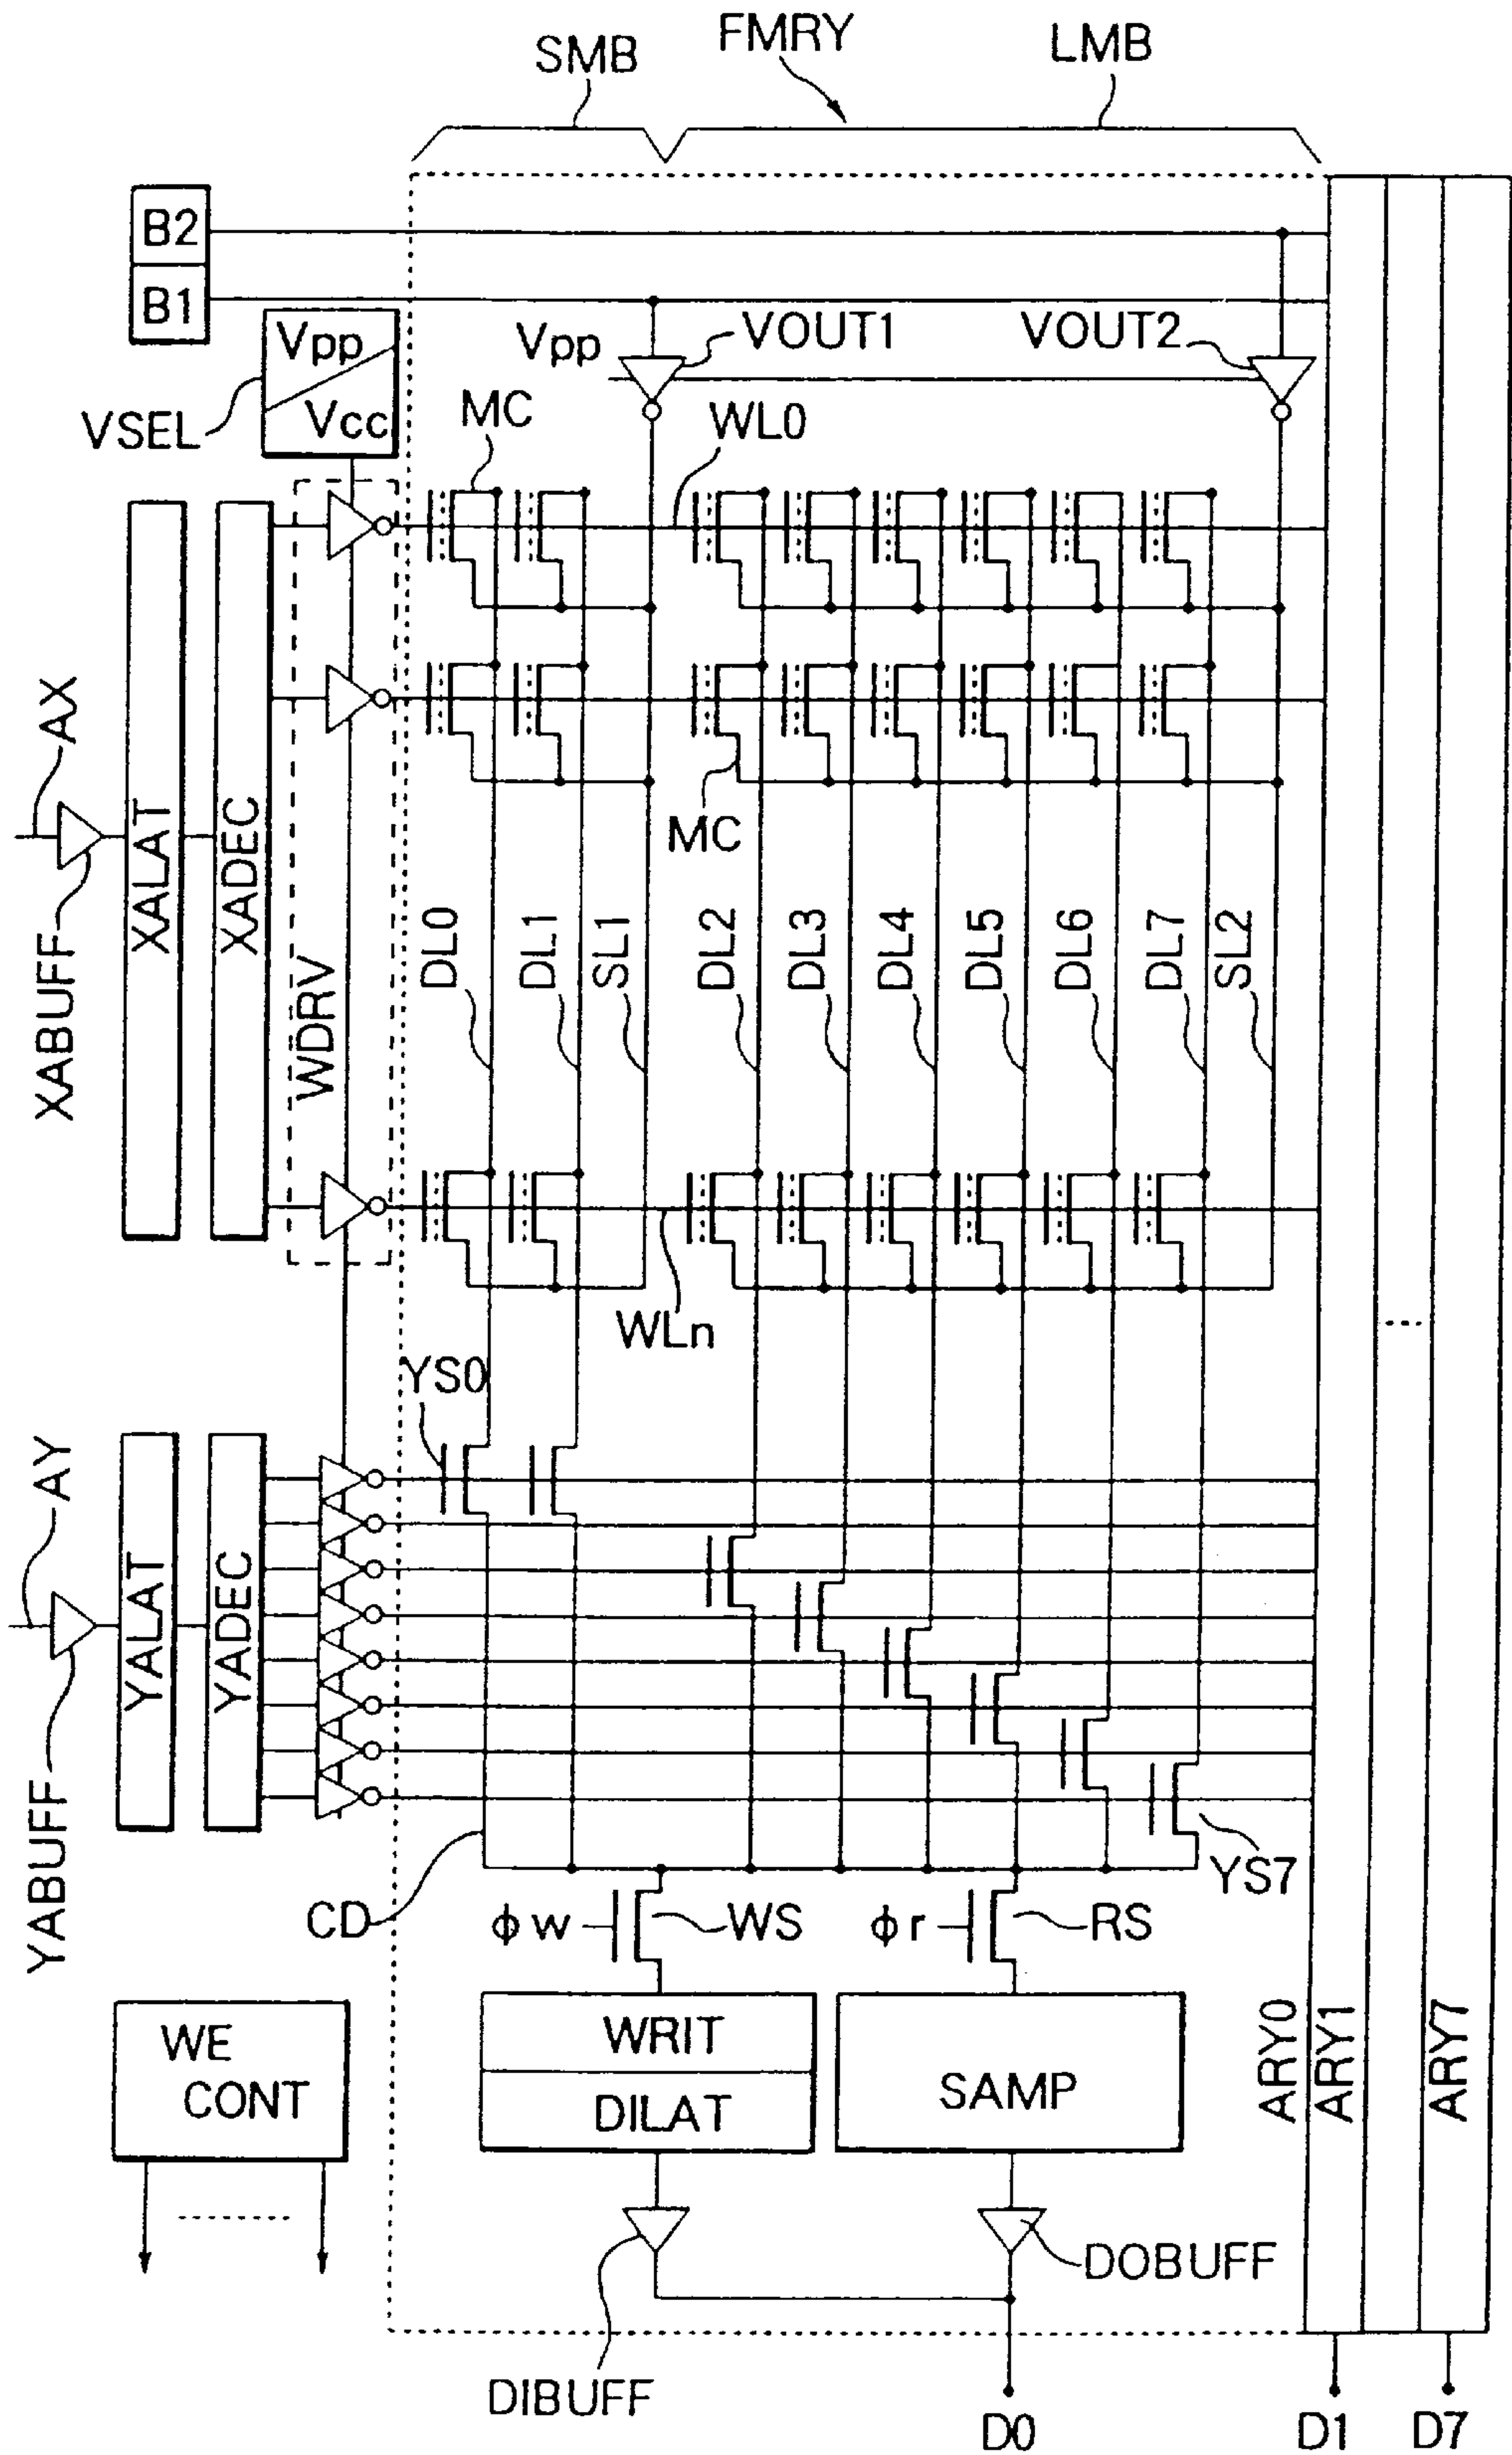 SMB
FMRY
LMB
B2
B1
Vpp
Vcc
VSEL
Vpp
VOUT1
VOUT2
MC
WL0
AX
XABUFF
XALAT
XADEC
WDRV
MC
DL0
DL1
SL1
DL2
DL3
DL4
DL5
DL6
DL7
SL2
WLn
YS0
AY
YABUFF
YALAT
YADEC
CD
YS7
ϕw
WS
ϕr
RS
WE
CONT
WRIT
DILAT
SAMP
ARY0
ARY1
ARY7
DIBUFF
DOBUFF
D0
D1
D7